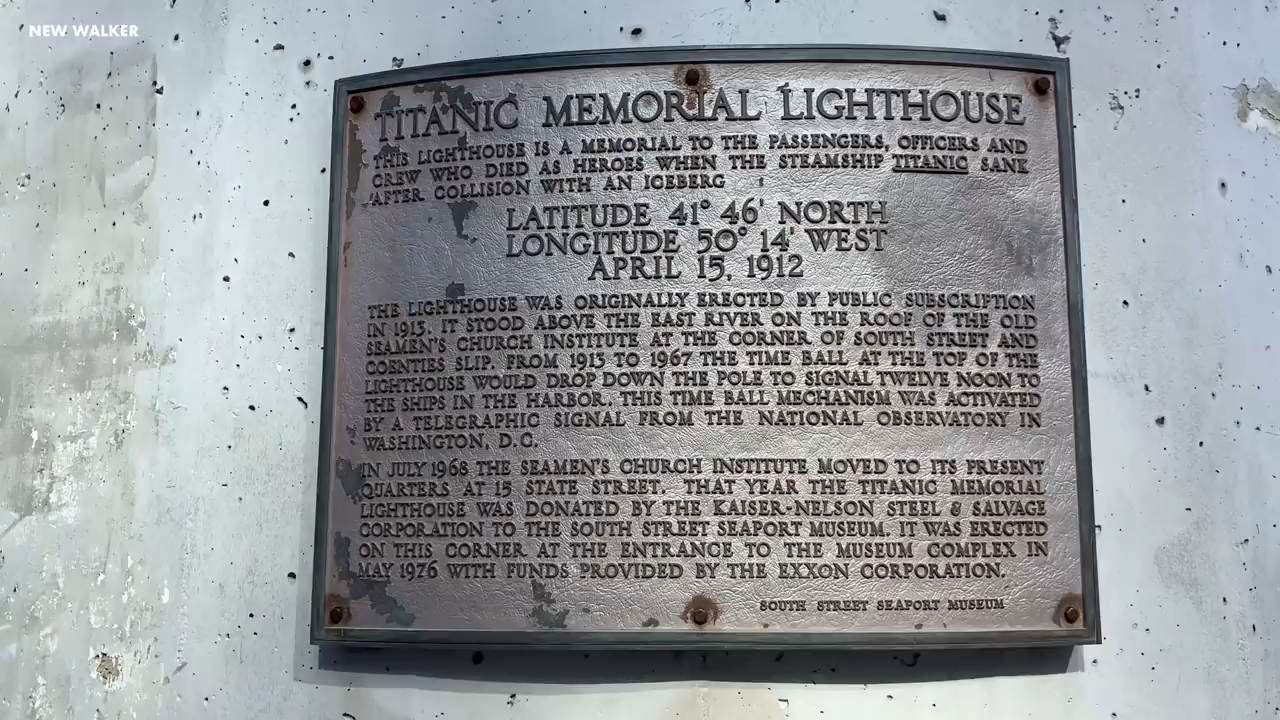 NEW WALKER
TITANIC MEMORIAL LIGHTHOUSE
THIS LIGHTHOUSE IS A MEMORIAL TO THE PASSENGERS, OFFICERS AND
CREW WHO DIED AS HEROES WHEN THE STEAMSHIP TITANIC SANK
AFTER COLLISION WITH AN ICEBERG
LATITUDE 41° 46' NORTH
LONGITUDE 50° 14' WEST
APRIL 15, 1912
THE LIGHTHOUSE WAS ORIGINALLY ERECTED BY PUBLIC SUBSCRIPTION
IN 1913. IT STOOD ABOVE THE EAST RIVER ON THE ROOF OF THE OLD
SEAMEN'S CHURCH INSTITUTE AT THE CORNER OF SOUTH STREET AND
COENTIES SLIP. FROM 1913 TO 1967 THE TIME BALL AT THE TOP OF THE
LIGHTHOUSE WOULD DROP DOWN THE POLE TO SIGNAL TWELVE NOON TO
THE SHIPS IN THE HARBOR. THIS TIME BALL MECHANISM WAS ACTIVATED
BY A TELEGRAPHIC SIGNAL FROM THE NATIONAL OBSERVATORY IN
WASHINGTON, D.C.
IN JULY 1968 THE SEAMEN'S CHURCH INSTITUTE MOVED TO ITS PRESENT
QUARTERS AT 15 STATE STREET. THAT YEAR THE TITANIC MEMORIAL
LIGHTHOUSE WAS DONATED BY THE KAISER-NELSON STEEL & SALVAGE
CORPORATION TO THE SOUTH STREET SEAPORT MUSEUM. IT WAS ERECTED
ON THIS CORNER AT THE ENTRANCE TO THE MUSEUM COMPLEX IN
MAY 1976 WITH FUNDS PROVIDED BY THE EXXON CORPORATION.
SOUTH STREET SEAPORT MUSEUM